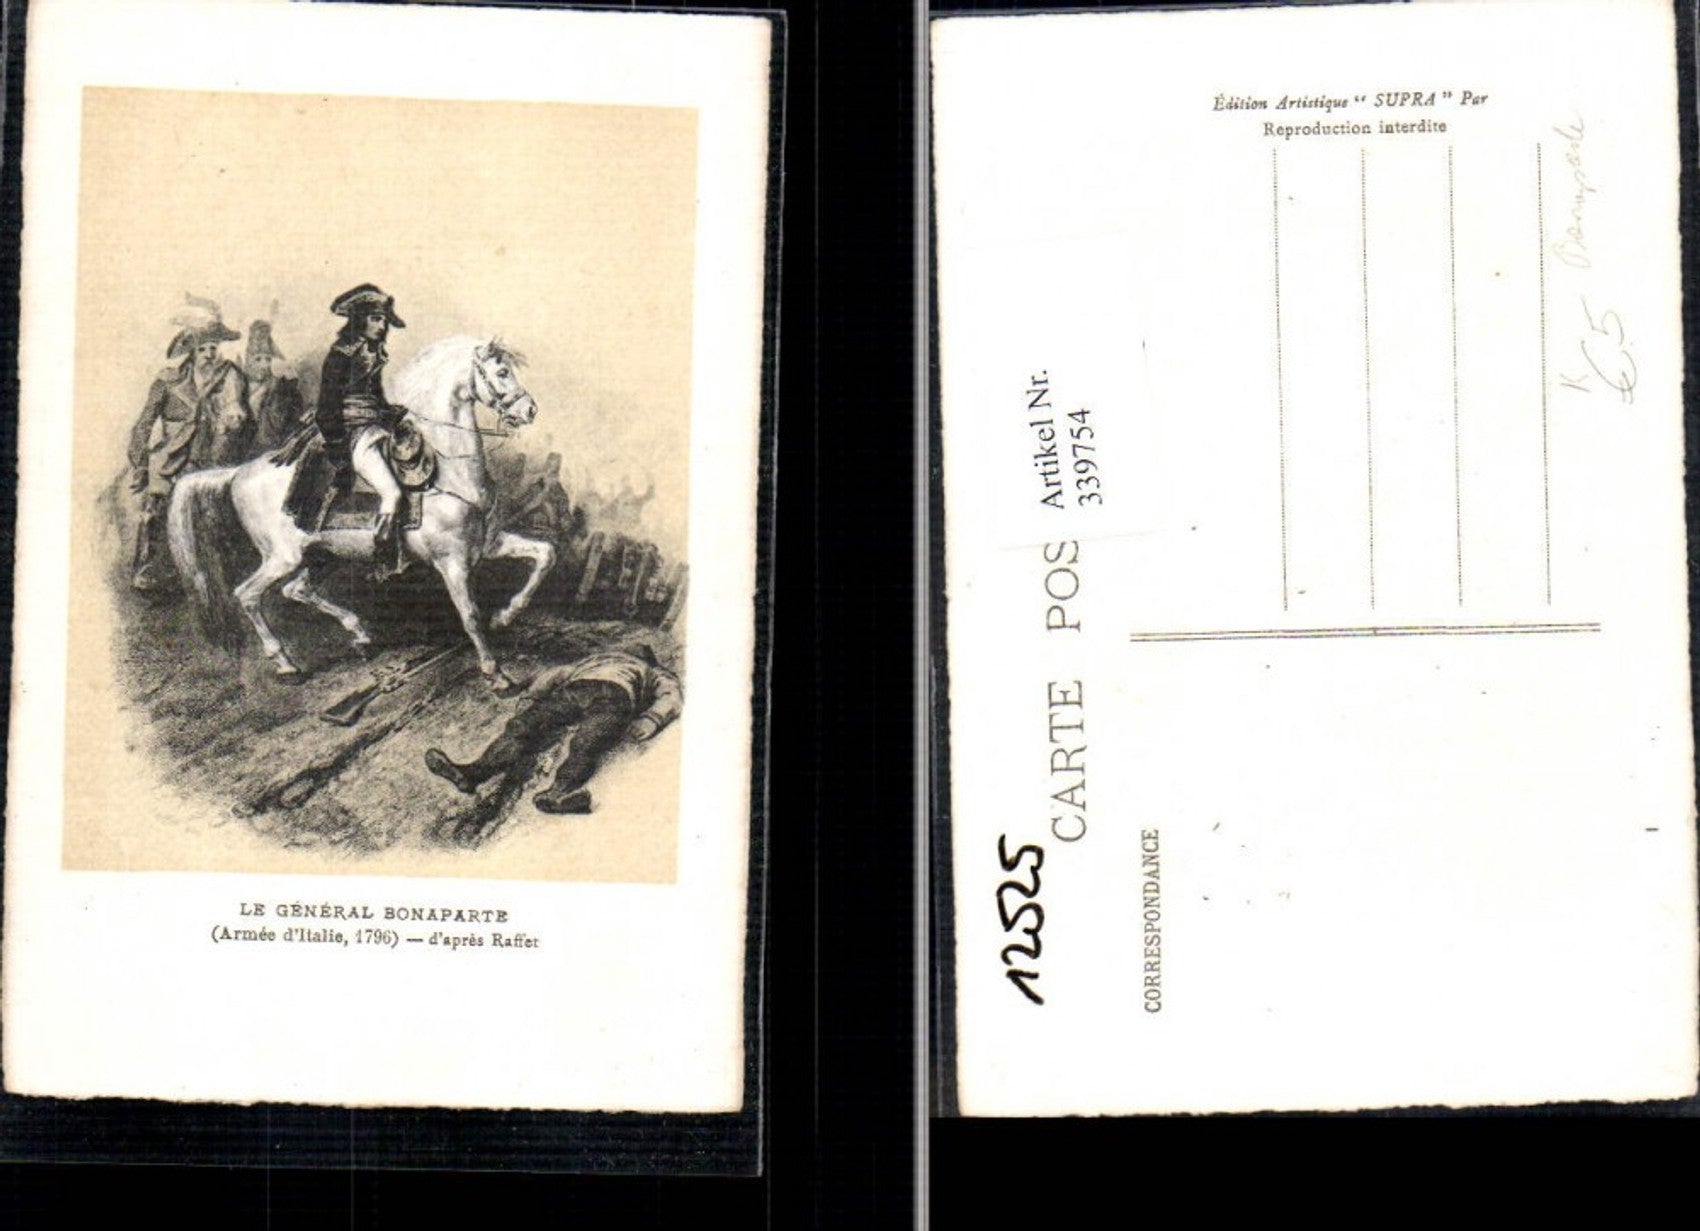 LE GÉNÉRAL BONAPARTE
(Armée d'Italie, 1796) — d'après Raffet
Édition Artistique “ SUPRA ” Par
Reproduction interdite
Artikel Nr.
339754
CARTE POS
CORRESPONDANCE
12525
K Bonaparte
€5